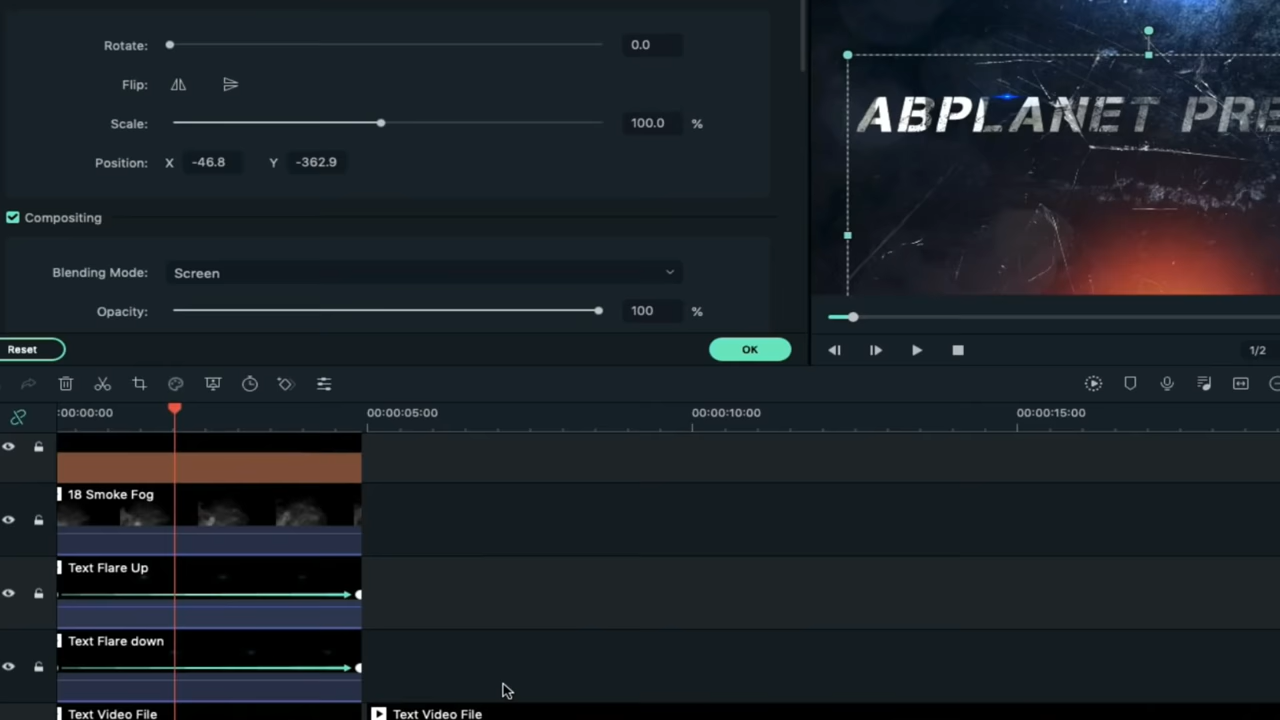 Rotate: 0.0
Flip:
Scale: 100.0 %
Position: X -46.8 Y -362.9
Compositing
Blending Mode: Screen
Opacity: 100 %
Reset OK
ABPLANET PRE
1/2
:00:00:00 00:00:05:00 00:00:10:00 00:00:15:00
18 Smoke Fog
Text Flare Up
Text Flare down
Text Video File Text Video File